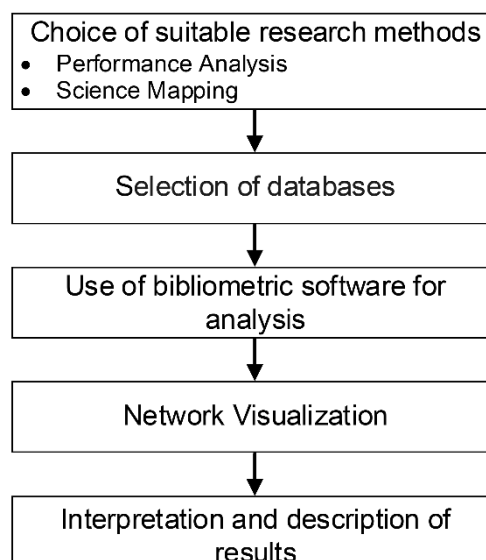 Choice of suitable research methods
• Performance Analysis
• Science Mapping
Selection of databases
Use of bibliometric software for
analysis
Network Visualization
Interpretation and description of
results